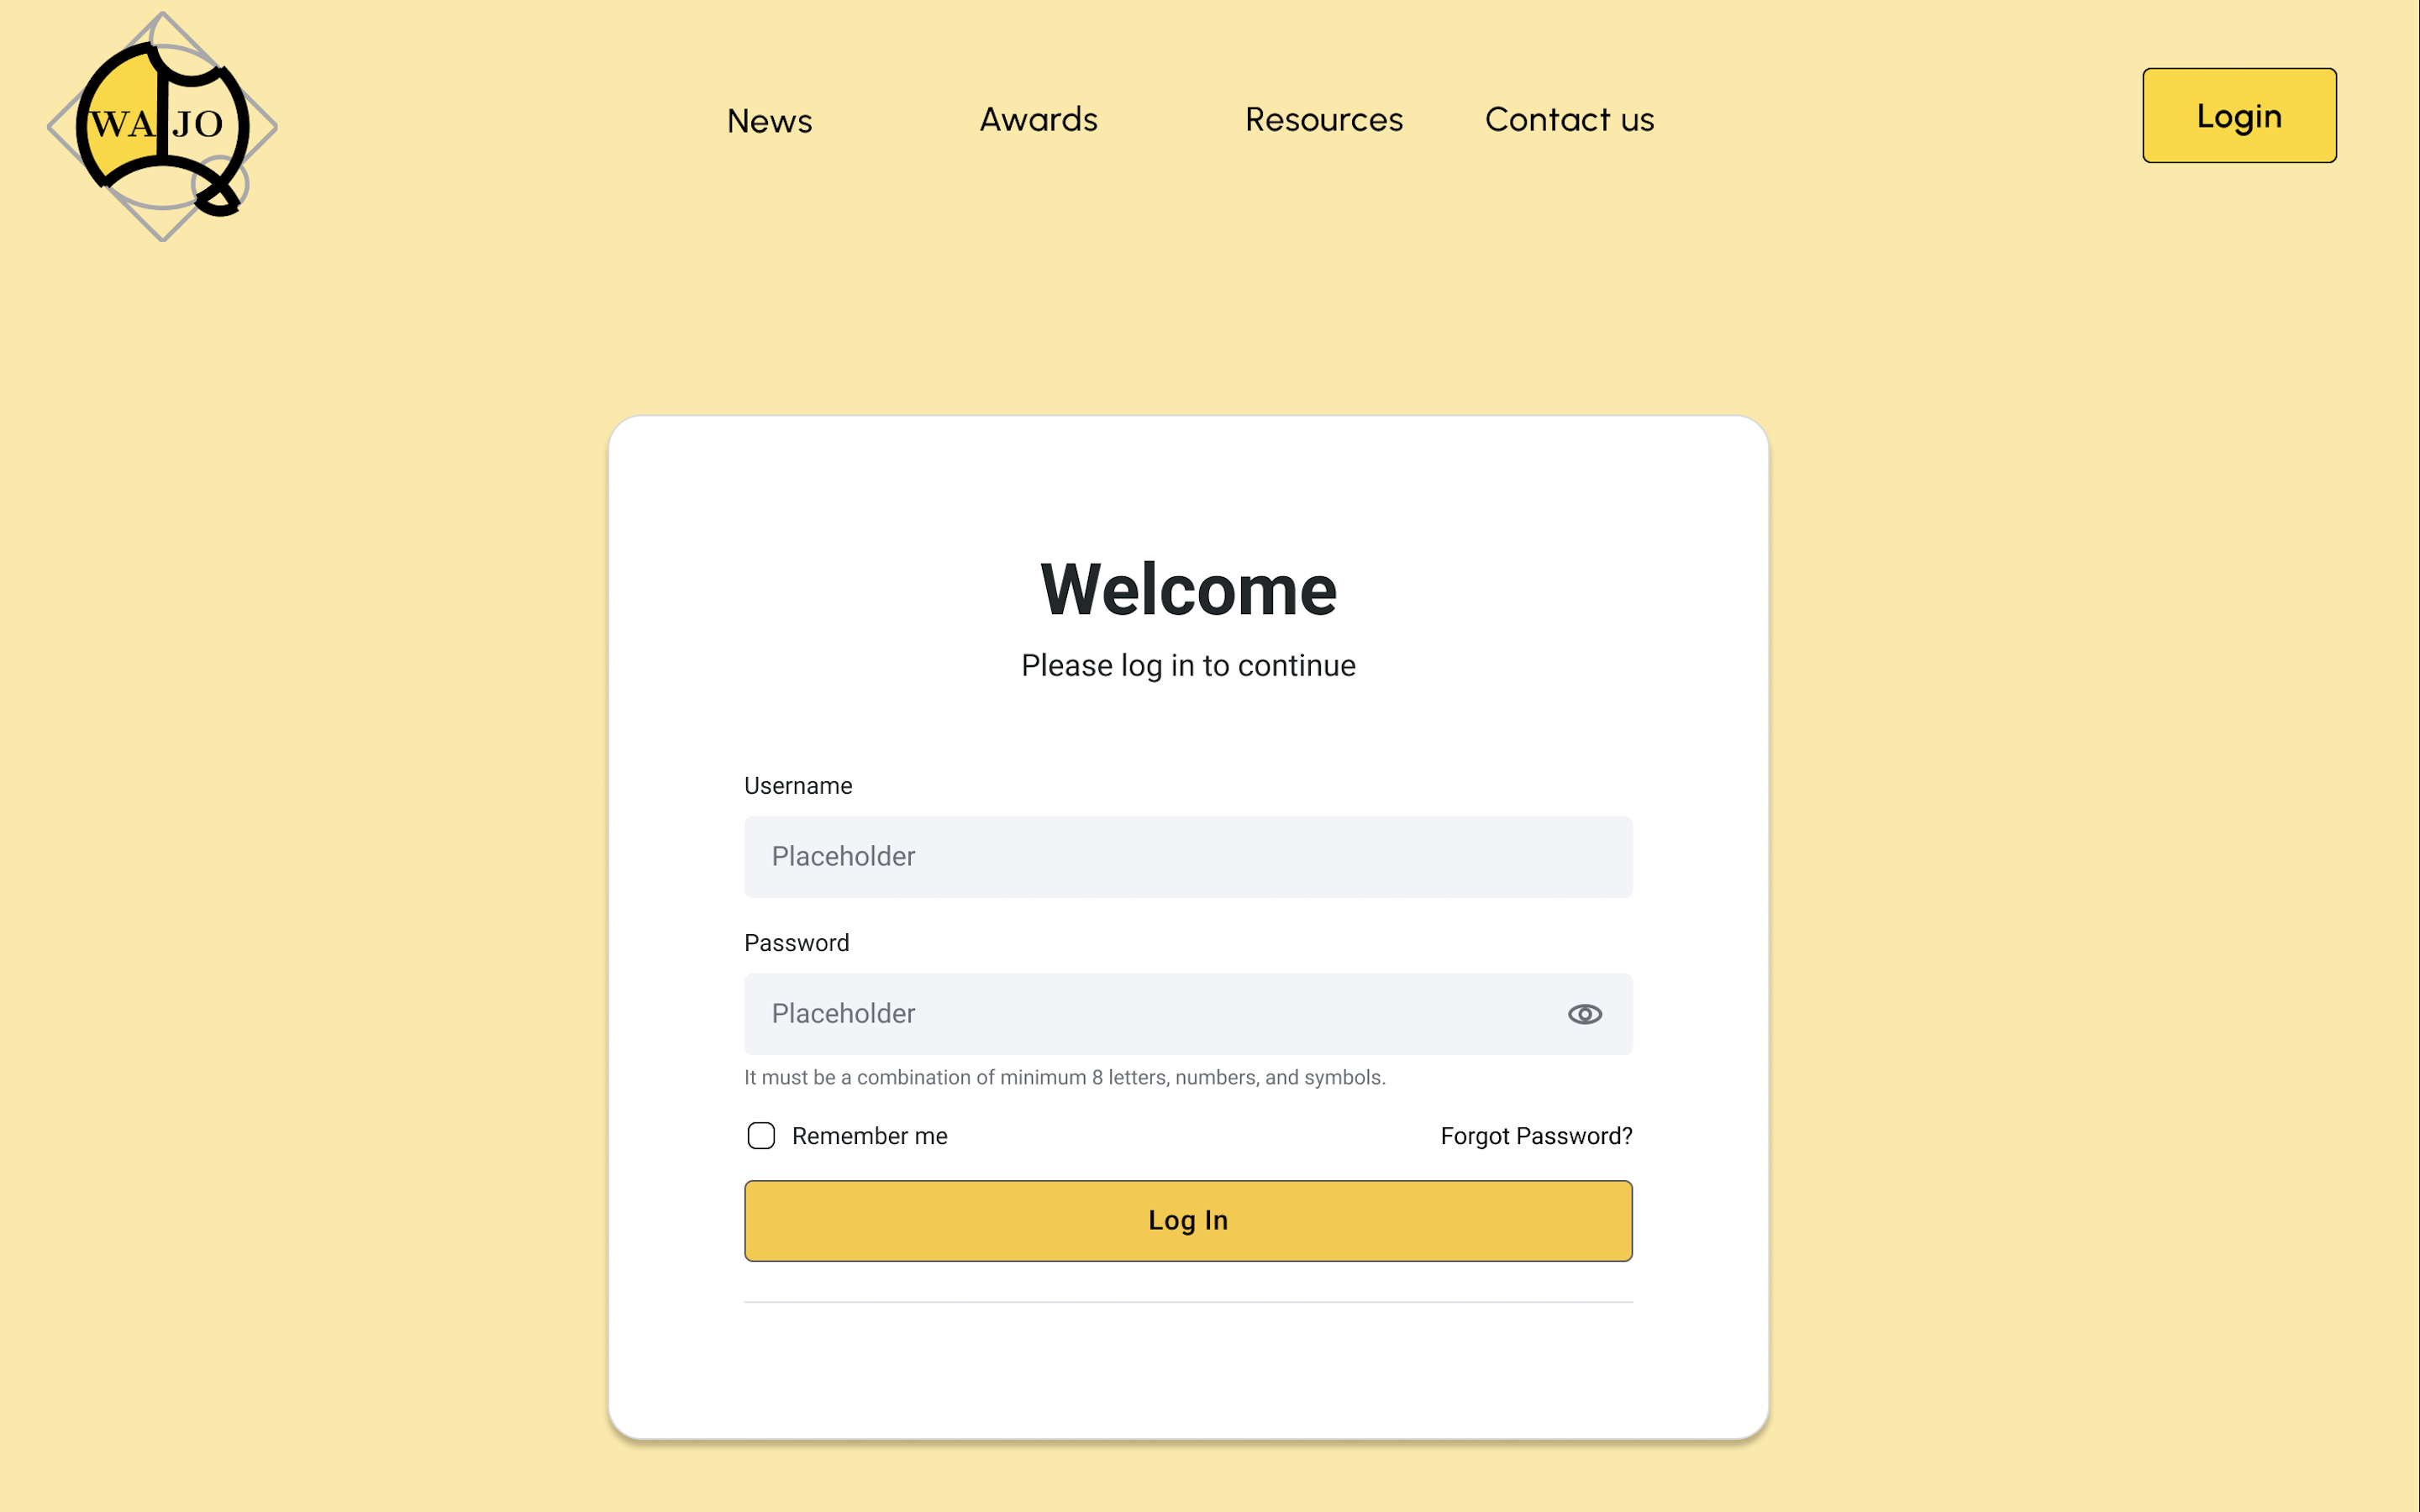 WA JO
News Awards Resources Contact us Login
Welcome
Please log in to continue
Username
Placeholder
Password
Placeholder
It must be a combination of minimum 8 letters, numbers, and symbols.
Remember me Forgot Password?
Log In